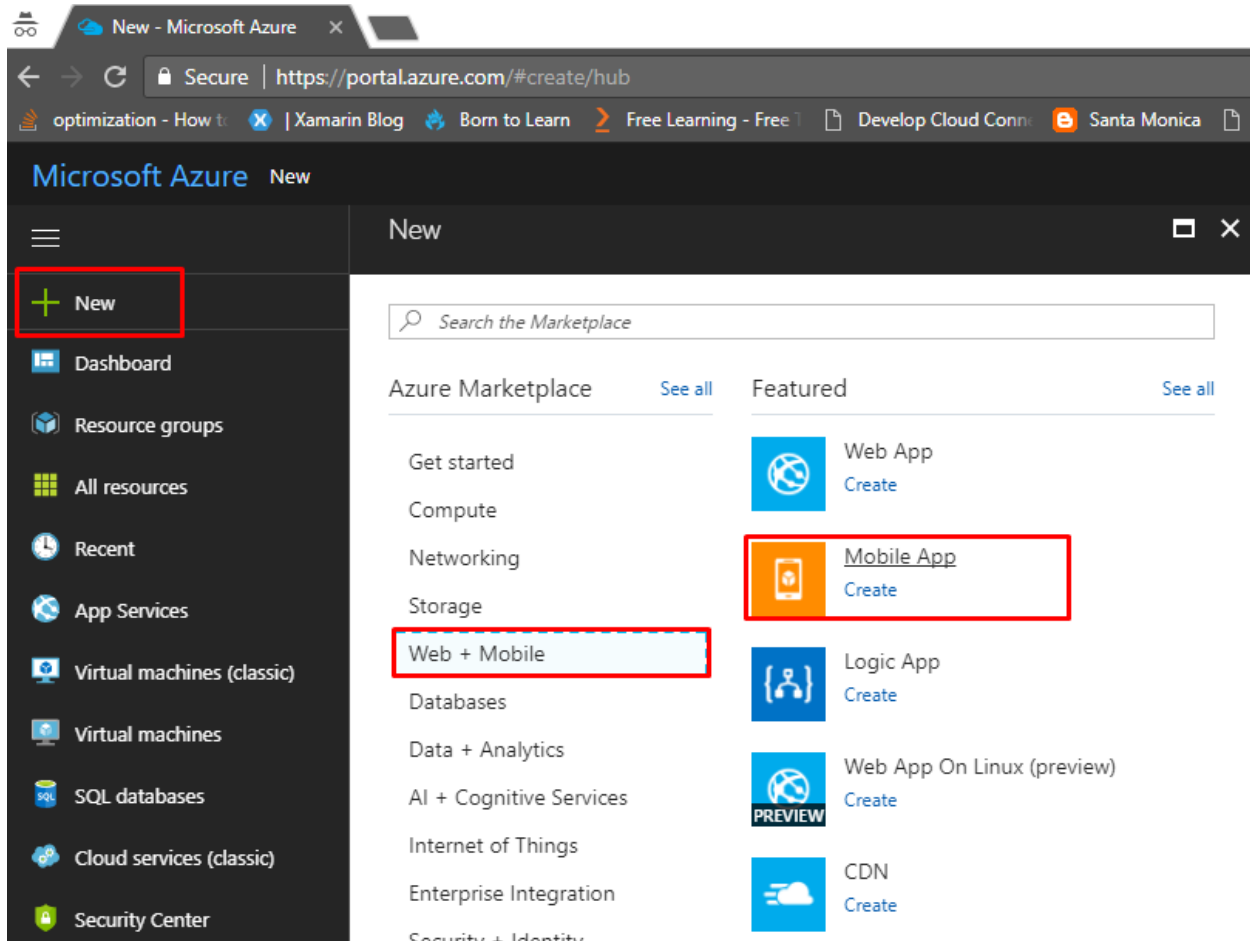 New - Microsoft Azure
Secure | https://portal.azure.com/#create/hub
optimization - How to | Xamarin Blog Born to Learn Free Learning - Free Develop Cloud Conn Santa Monica
Microsoft Azure New
New
New
Search the Marketplace
Dashboard
Azure Marketplace See all Featured See all
Resource groups
Get started
Web App
Create
All resources
Compute
Recent
Networking
Mobile App
Create
App Services
Storage
Web + Mobile
Logic App
Create
Virtual machines (classic)
Databases
Virtual machines
Data + Analytics
Web App On Linux (preview)
Create
PREVIEW
SQL
SQL databases
AI + Cognitive Services
Internet of Things
Cloud services (classic)
CDN
Create
Enterprise Integration
Security Center
Security + Identity